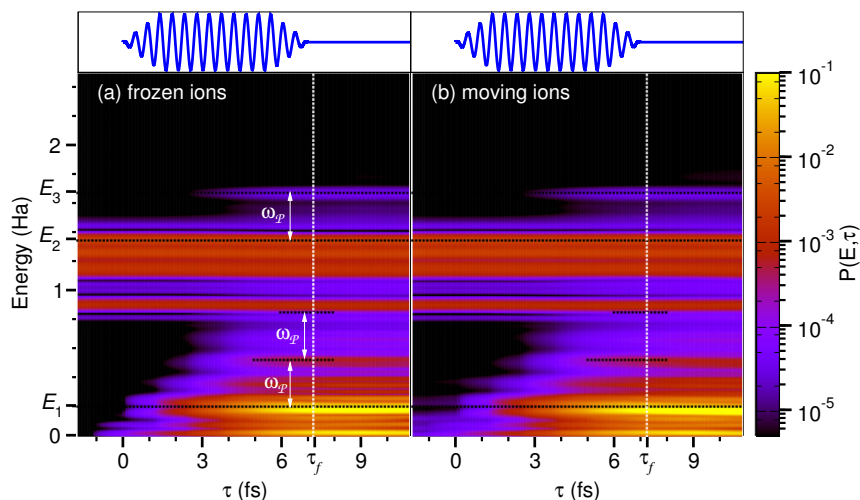 (a) frozen ions
(b) moving ions
Energy (Ha)
2
E₃
E₂
1
E₁
0
ω𝒫
ω𝒫
ω𝒫
0 3 6 τf 9
τ (fs)
0 3 6 τf 9
τ (fs)
10⁻¹
10⁻²
10⁻³
10⁻⁴
10⁻⁵
P(E,τ)